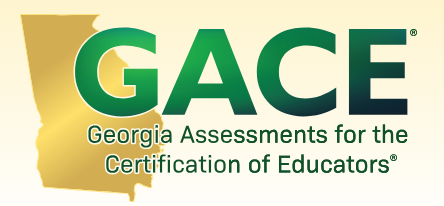 GACE®
Georgia Assessments for the
Certification of Educators®